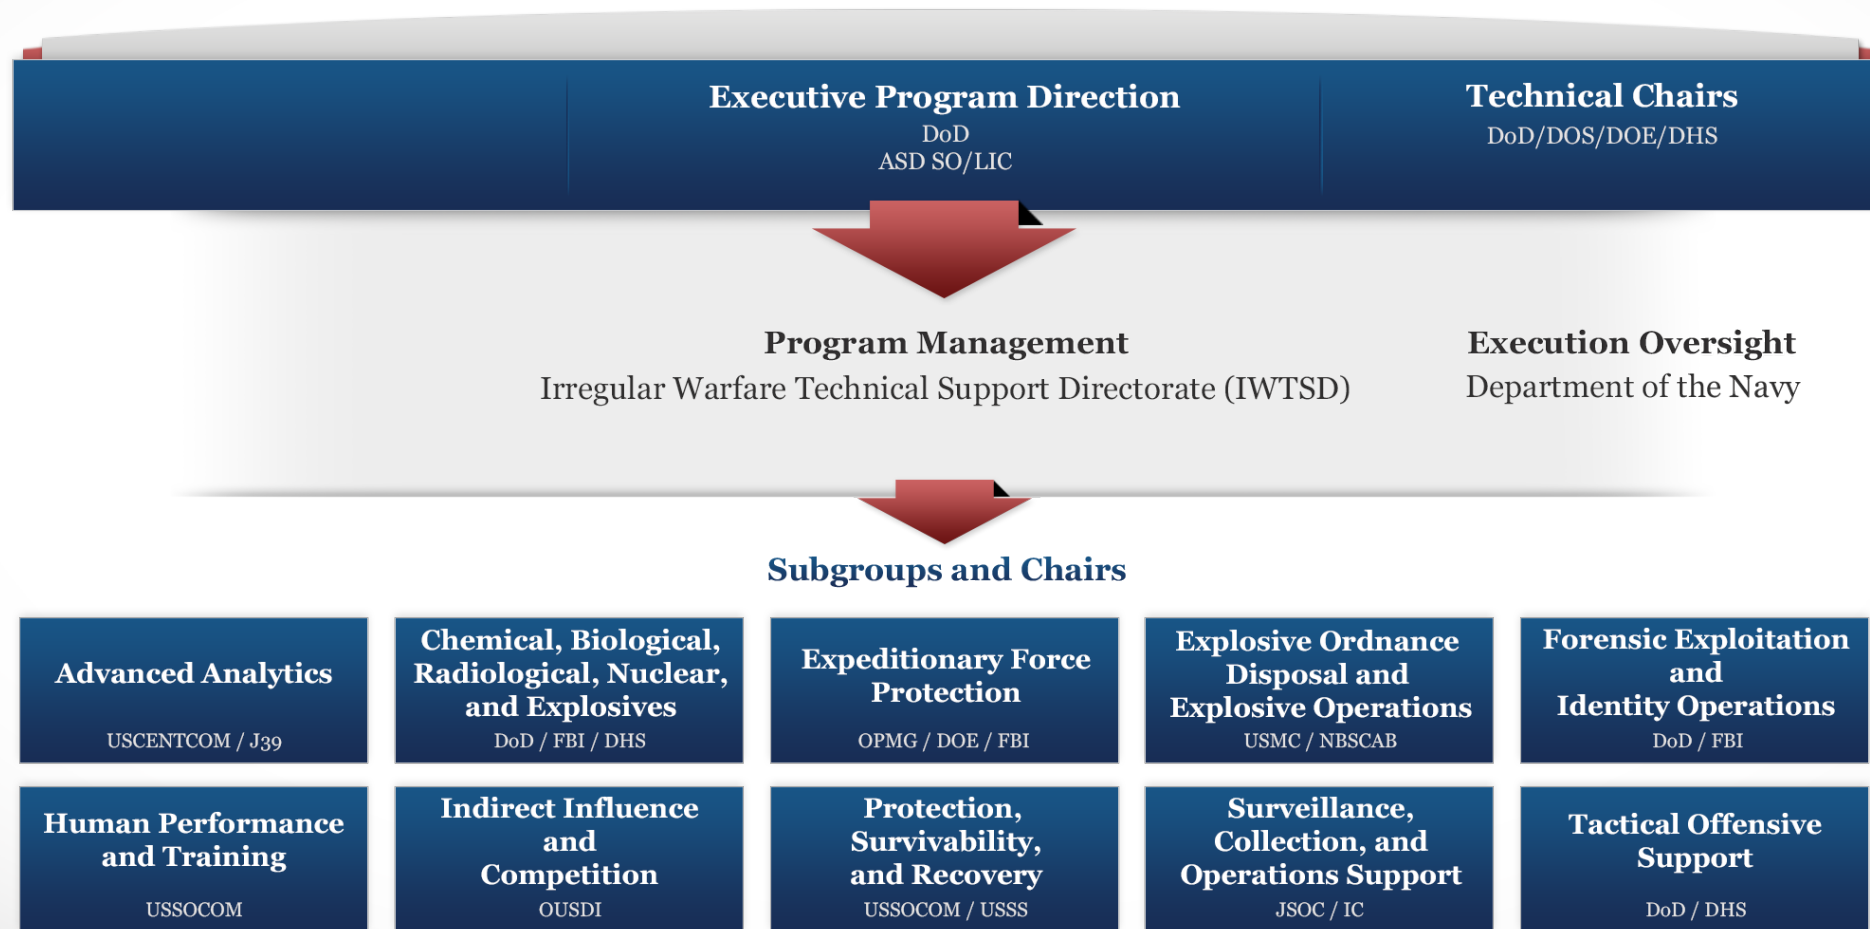 Executive Program Direction
DoD
ASD SO/LIC
Technical Chairs
DoD/DOS/DOE/DHS
Program Management
Irregular Warfare Technical Support Directorate (IWTSD)
Execution Oversight
Department of the Navy
Subgroups and Chairs
Advanced Analytics
USCENTCOM / J39
Chemical, Biological,
Radiological, Nuclear,
and Explosives
DoD / FBI / DHS
Expeditionary Force
Protection
OPMG / DOE / FBI
Explosive Ordnance
Disposal and
Explosive Operations
USMC / NBSCAB
Forensic Exploitation
and
Identity Operations
DoD / FBI
Human Performance
and Training
USSOCOM
Indirect Influence
and
Competition
OUSDI
Protection,
Survivability,
and Recovery
USSOCOM / USSS
Surveillance,
Collection, and
Operations Support
JSOC / IC
Tactical Offensive
Support
DoD / DHS